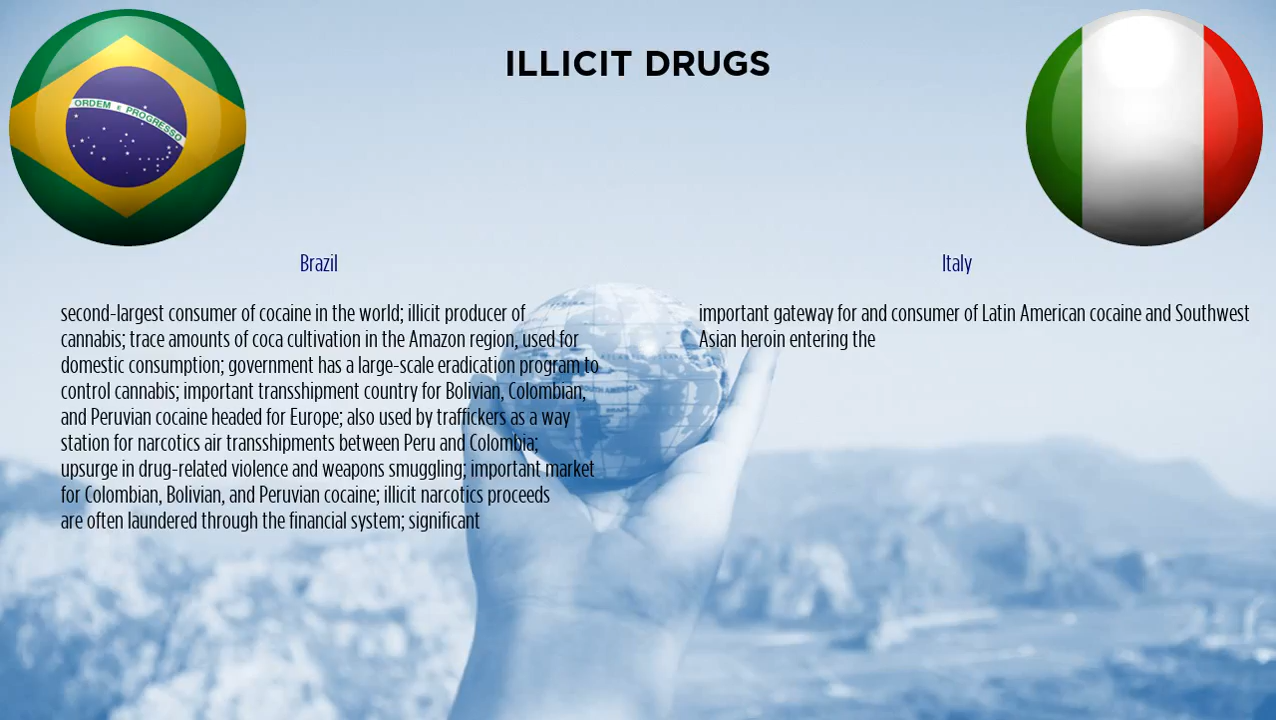 ILLICIT DRUGS
ORDEM E PROGRESSO
Brazil
second-largest consumer of cocaine in the world; illicit producer of
cannabis; trace amounts of coca cultivation in the Amazon region, used for
domestic consumption; government has a large-scale eradication program to
control cannabis; important transshipment country for Bolivian, Colombian,
and Peruvian cocaine headed for Europe; also used by traffickers as a way
station for narcotics air transshipments between Peru and Colombia;
upsurge in drug-related violence and weapons smuggling; important market
for Colombian, Bolivian, and Peruvian cocaine; illicit narcotics proceeds
are often laundered through the financial system; significant
Italy
important gateway for and consumer of Latin American cocaine and Southwest
Asian heroin entering the
SOUTH AMERICA
BRAZIL